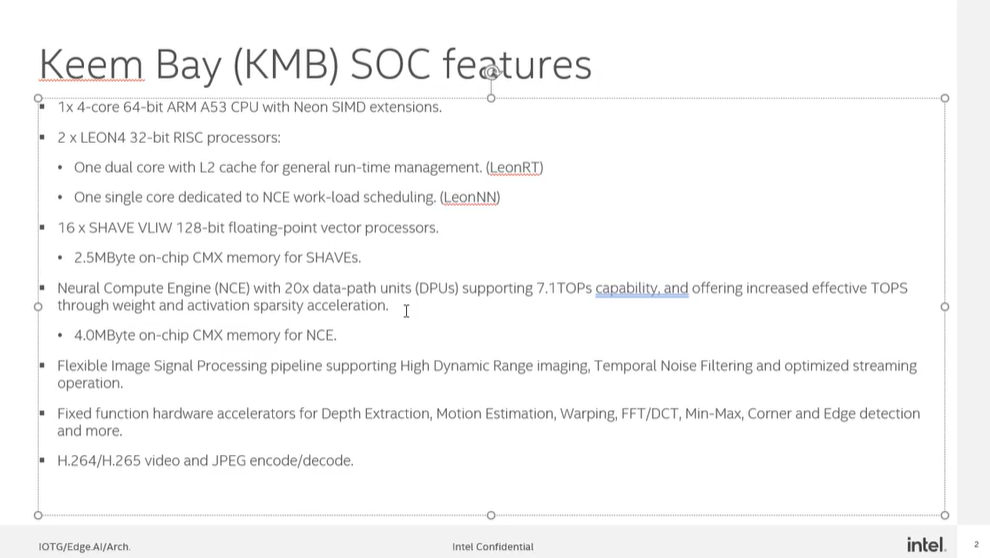 Keem Bay (KMB) SOC features
▪ 1x 4-core 64-bit ARM A53 CPU with Neon SIMD extensions.
▪ 2 x LEON4 32-bit RISC processors:
• One dual core with L2 cache for general run-time management. (LeonRT)
• One single core dedicated to NCE work-load scheduling. (LeonNN)
▪ 16 x SHAVE VLIW 128-bit floating-point vector processors.
• 2.5MByte on-chip CMX memory for SHAVEs.
▪ Neural Compute Engine (NCE) with 20x data-path units (DPUs) supporting 7.1TOPs capability, and offering increased effective TOPS
through weight and activation sparsity acceleration.
• 4.0MByte on-chip CMX memory for NCE.
▪ Flexible Image Signal Processing pipeline supporting High Dynamic Range imaging, Temporal Noise Filtering and optimized streaming
operation.
▪ Fixed function hardware accelerators for Depth Extraction, Motion Estimation, Warping, FFT/DCT, Min-Max, Corner and Edge detection
and more.
▪ H.264/H.265 video and JPEG encode/decode.
IOTG/Edge.AI/Arch.
Intel Confidential
intel.
2